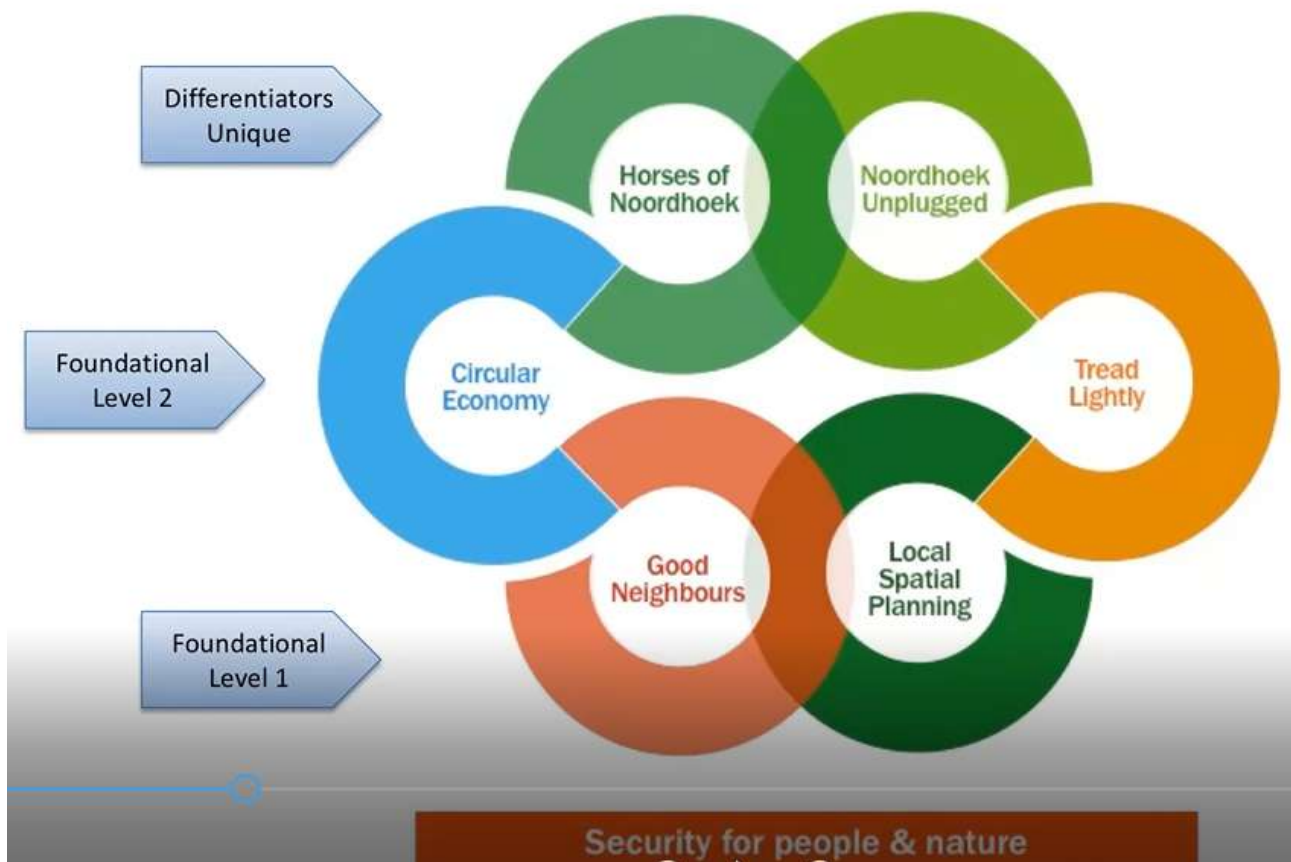 Differentiators
Unique
Horses of
Noordhoek
Noordhoek
Unplugged
Foundational
Level 2
Circular
Economy
Tread
Lightly
Foundational
Level 1
Good
Neighbours
Local
Spatial
Planning
Security for people & nature